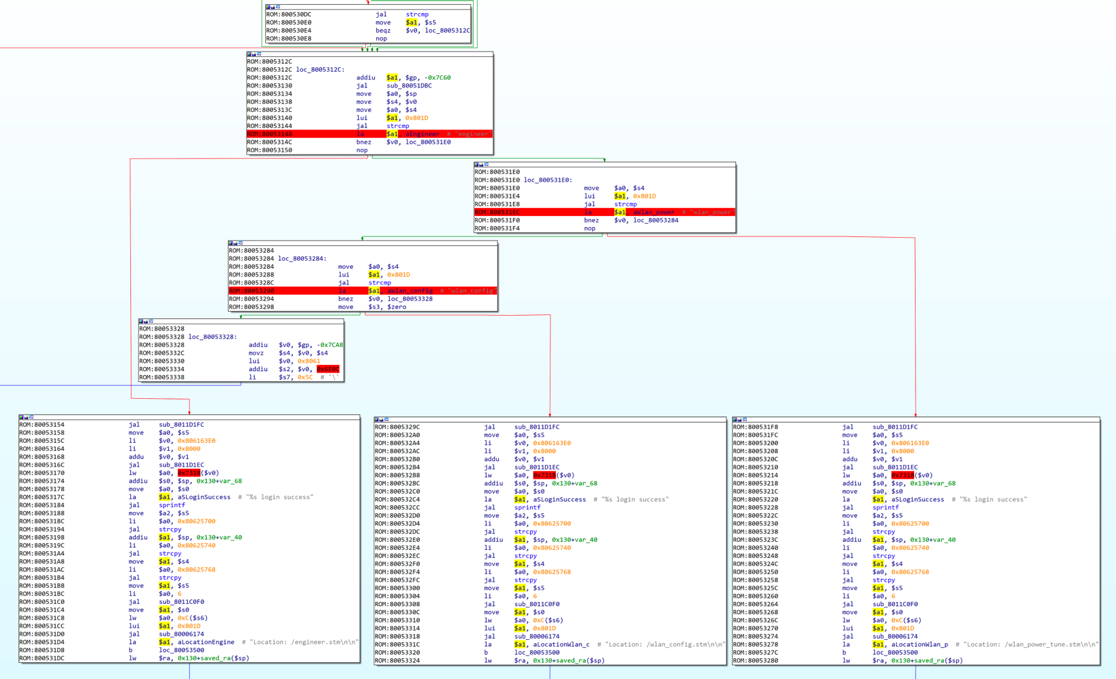 ROM:800530DC jal strcmp
ROM:800530E0 move $a1, $s5
ROM:800530E4 beqz $v0, loc_8005312C
ROM:800530E8 nop
ROM:8005312C
ROM:8005312C loc_8005312C:
ROM:8005312C addiu $a1, $gp, -0x7C60
ROM:80053130 jal sub_80051DBC
ROM:80053134 move $a0, $sp
ROM:80053138 move $s4, $v0
ROM:8005313C move $a0, $s4
ROM:80053140 lui $a1, 0x801D
ROM:80053144 jal strcmp
ROM:80053148 la $a1, aEngineer # "engineer"
ROM:8005314C bnez $v0, loc_800531E0
ROM:80053150 nop
ROM:800531E0
ROM:800531E0 loc_800531E0:
ROM:800531E0 move $a0, $s4
ROM:800531E4 lui $a1, 0x801D
ROM:800531E8 jal strcmp
ROM:800531EC la $a1, aWlan_power # "wlan_power"
ROM:800531F0 bnez $v0, loc_80053284
ROM:800531F4 nop
ROM:80053284
ROM:80053284 loc_80053284:
ROM:80053284 move $a0, $s4
ROM:80053288 lui $a1, 0x801D
ROM:8005328C jal strcmp
ROM:80053290 la $a1, aWlan_config # "wlan_config
ROM:80053294 bnez $v0, loc_80053328
ROM:80053298 move $s3, $zero
ROM:80053328
ROM:80053328 loc_80053328:
ROM:80053328 addiu $v0, $gp, -0x7CA8
ROM:8005332C movz $s4, $v0, $s4
ROM:80053330 lui $v0, 0x8061
ROM:80053334 addiu $s2, $v0,
ROM:80053338 li $s7, 0x5C # '\'
ROM:80053154 jal sub_8011D1FC
ROM:80053158 move $a0, $s5
ROM:8005315C li $v0, 0x806163E0
ROM:80053164 li $v1, 0x8000
ROM:80053168 addu $v0, $v1
ROM:8005316C jal sub_8011D1EC
ROM:80053170 lw $a0, ($v0)
ROM:80053174 addiu $s0, $sp, 0x130+var_68
ROM:80053178 move $a0, $s0
ROM:8005317C la $a1, aSLoginSuccess # "%s login success"
ROM:80053184 jal sprintf
ROM:80053188 move $a2, $s5
ROM:8005318C li $a0, 0x80625700
ROM:80053194 jal strcpy
ROM:80053198 addiu $a1, $sp, 0x130+var_40
ROM:8005319C li $a0, 0x80625740
ROM:800531A4 jal strcpy
ROM:800531A8 move $a1, $s4
ROM:800531AC li $a0, 0x80625768
ROM:800531B4 jal strcpy
ROM:800531B8 move $a1, $s5
ROM:800531BC li $a0, 6
ROM:800531C0 jal sub_8011C0F0
ROM:800531C4 move $a1, $s0
ROM:800531C8 lw $a0, 0xC($s6)
ROM:800531CC lui $a1, 0x801D
ROM:800531D0 jal sub_80006174
ROM:800531D4 la $a1, aLocationEngine # "Location: /engineer.stm\n\n"
ROM:800531D8 b loc_80053500
ROM:800531DC lw $ra, 0x130+saved_ra($sp)
ROM:8005329C jal sub_8011D1FC
ROM:800532A0 move $a0, $s5
ROM:800532A4 li $v0, 0x806163E0
ROM:800532AC li $v1, 0x8000
ROM:800532B0 addu $v0, $v1
ROM:800532B4 jal sub_8011D1EC
ROM:800532B8 lw $a0, ($v0)
ROM:800532BC addiu $s0, $sp, 0x130+var_68
ROM:800532C0 move $a0, $s0
ROM:800532C4 la $a1, aSLoginSuccess # "%s login success"
ROM:800532CC jal sprintf
ROM:800532D0 move $a2, $s5
ROM:800532D4 li $a0, 0x80625700
ROM:800532DC jal strcpy
ROM:800532E0 addiu $a1, $sp, 0x130+var_40
ROM:800532E4 li $a0, 0x80625740
ROM:800532EC jal strcpy
ROM:800532F0 move $a1, $s4
ROM:800532F4 li $a0, 0x80625768
ROM:800532FC jal strcpy
ROM:80053300 move $a1, $s5
ROM:80053304 li $a0, 6
ROM:80053308 jal sub_8011C0F0
ROM:8005330C move $a1, $s0
ROM:80053310 lw $a0, 0xC($s6)
ROM:80053314 lui $a1, 0x801D
ROM:80053318 jal sub_80006174
ROM:8005331C la $a1, aLocationWlan_c # "Location: /wlan_config.stm\n\n"
ROM:80053320 b loc_80053500
ROM:80053324 lw $ra, 0x130+saved_ra($sp)
ROM:800531F8 jal sub_8011D1FC
ROM:800531FC move $a0, $s5
ROM:80053200 li $v0, 0x806163E0
ROM:80053208 li $v1, 0x8000
ROM:8005320C addu $v0, $v1
ROM:80053210 jal sub_8011D1EC
ROM:80053214 lw $a0, ($v0)
ROM:80053218 addiu $s0, $sp, 0x130+var_68
ROM:8005321C move $a0, $s0
ROM:80053220 la $a1, aSLoginSuccess # "%s login success"
ROM:80053228 jal sprintf
ROM:8005322C move $a2, $s5
ROM:80053230 li $a0, 0x80625700
ROM:80053238 jal strcpy
ROM:8005323C addiu $a1, $sp, 0x130+var_40
ROM:80053240 li $a0, 0x80625740
ROM:80053248 jal strcpy
ROM:8005324C move $a1, $s4
ROM:80053250 li $a0, 0x80625768
ROM:80053258 jal strcpy
ROM:8005325C move $a1, $s5
ROM:80053260 li $a0, 6
ROM:80053264 jal sub_8011C0F0
ROM:80053268 move $a1, $s0
ROM:8005326C lw $a0, 0xC($s6)
ROM:80053270 lui $a1, 0x801D
ROM:80053274 jal sub_80006174
ROM:80053278 la $a1, aLocationWlan_p # "Location: /wlan_power_tune.stm\n\n"
ROM:8005327C b loc_80053500
ROM:80053280 lw $ra, 0x130+saved_ra($sp)